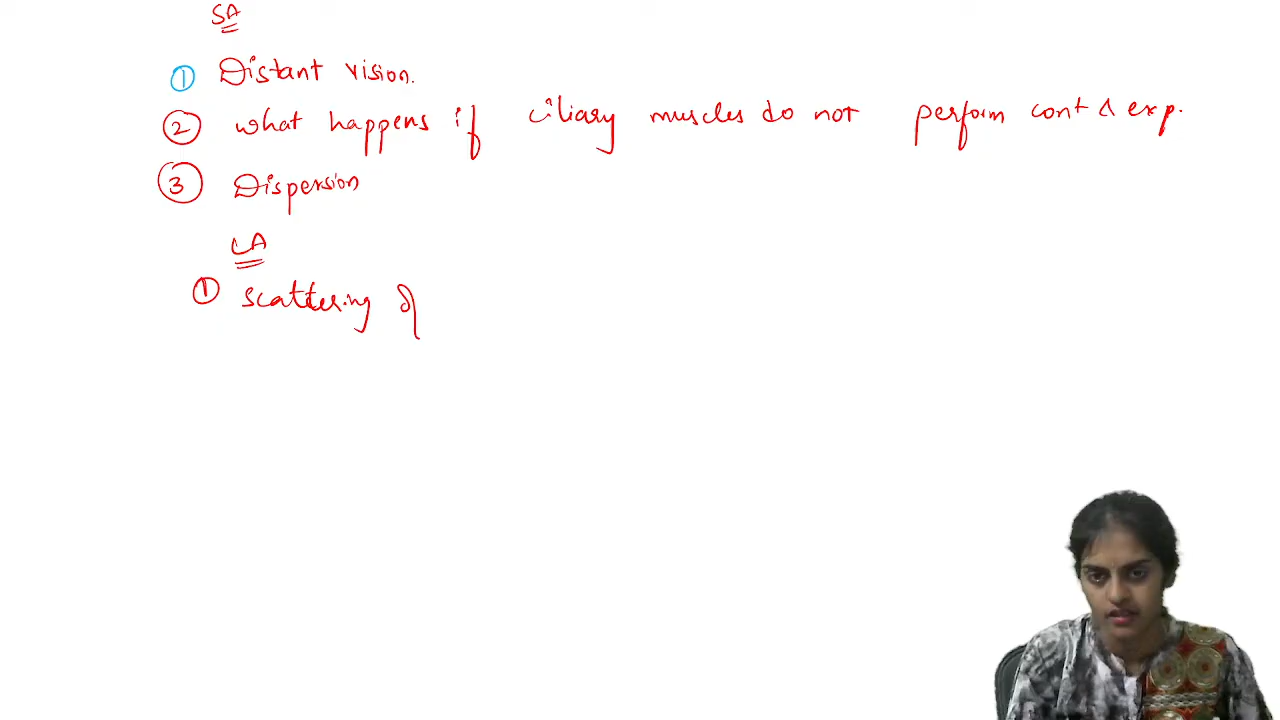 SA
① Distant vision.
② what happens if ciliary muscles do not perform cont & exp.
③ Dispersion
LA
① scattering of